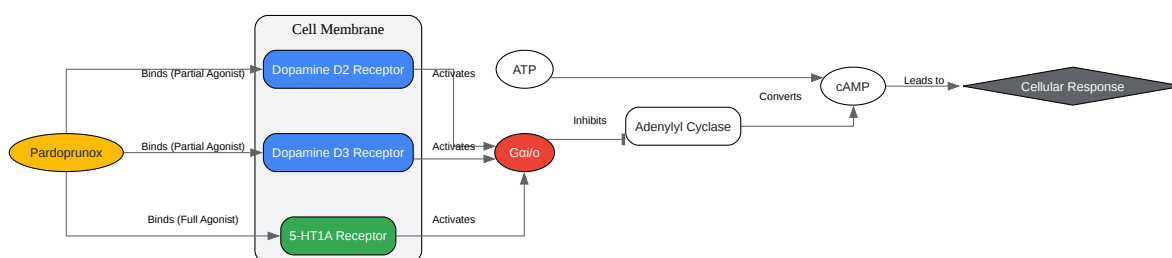 Cell Membrane
Dopamine D2 Receptor
Binds (Partial Agonist)
Activates
ATP
cAMP
Leads to
Cellular Response
Converts
Inhibits
Adenylyl Cyclase
Pardoprunox
Binds (Partial Agonist)
Dopamine D3 Receptor
Activates
Gαi/o
Binds (Full Agonist)
5-HT1A Receptor
Activates